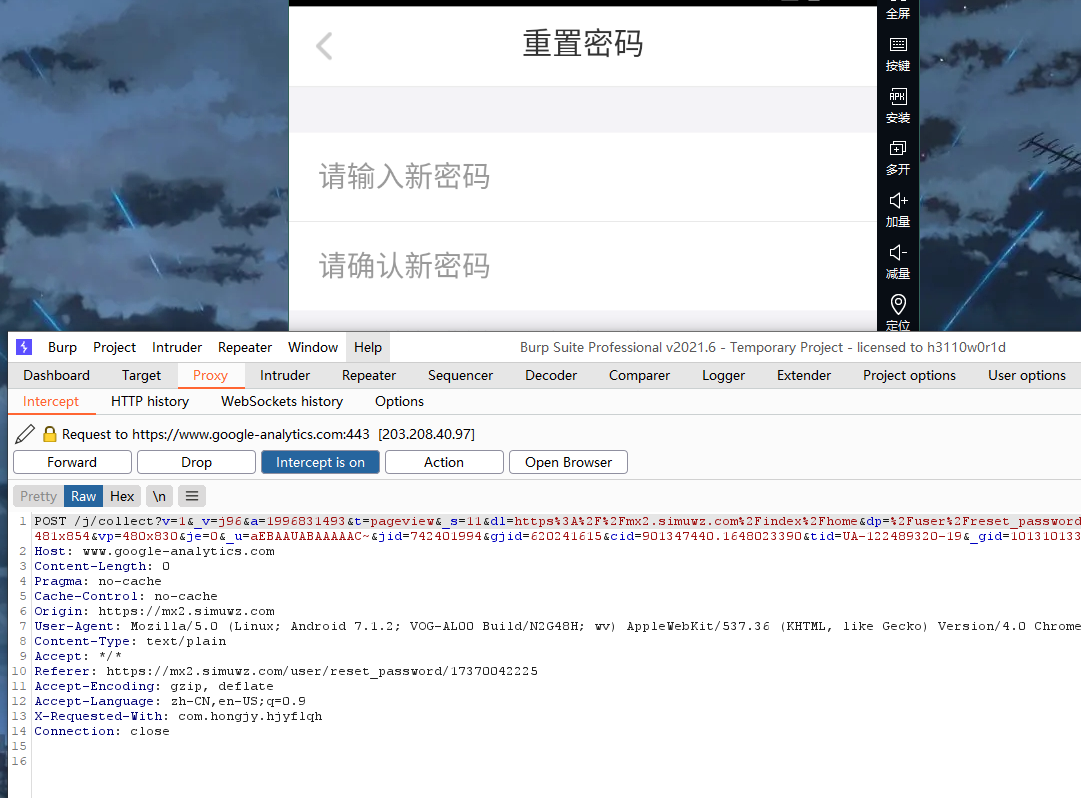 全屏
重置密码
按键
安装
多开
请输入新密码
加量
请确认新密码
减量
定位
Burp Project Intruder Repeater Window Help Burp Suite Professional v2021.6 - Temporary Project - licensed to h3110w0r1d
Dashboard Target Proxy Intruder Repeater Sequencer Decoder Comparer Logger Extender Project options User options
Intercept HTTP history WebSockets history Options
Request to https://www.google-analytics.com:443 [203.208.40.97]
Forward Drop Intercept is on Action Open Browser
Pretty Raw Hex \n
1 POST /j/collect?v=1&_v=j96&a=1996831493&t=pageview&_s=11&dl=https%3A%2F%2Fmx2.simuwz.com%2Findex%2Fhome&dp=%2Fuser%2Freset_password
481x854&vp=480x830&je=0&_u=aEBAAUABAAAAAC~&jid=742401994&gjid=620241615&cid=901347440.1648023390&tid=UA-122489320-19&_gid=101310133
2 Host: www.google-analytics.com
3 Content-Length: 0
4 Pragma: no-cache
5 Cache-Control: no-cache
6 Origin: https://mx2.simuwz.com
7 User-Agent: Mozilla/5.0 (Linux; Android 7.1.2; VOG-AL00 Build/N2G48H; wv) AppleWebKit/537.36 (KHTML, like Gecko) Version/4.0 Chrome
8 Content-Type: text/plain
9 Accept: */*
10 Referer: https://mx2.simuwz.com/user/reset_password/17370042225
11 Accept-Encoding: gzip, deflate
12 Accept-Language: zh-CN,en-US;q=0.9
13 X-Requested-With: com.hongjy.hjyflqh
14 Connection: close
15
16